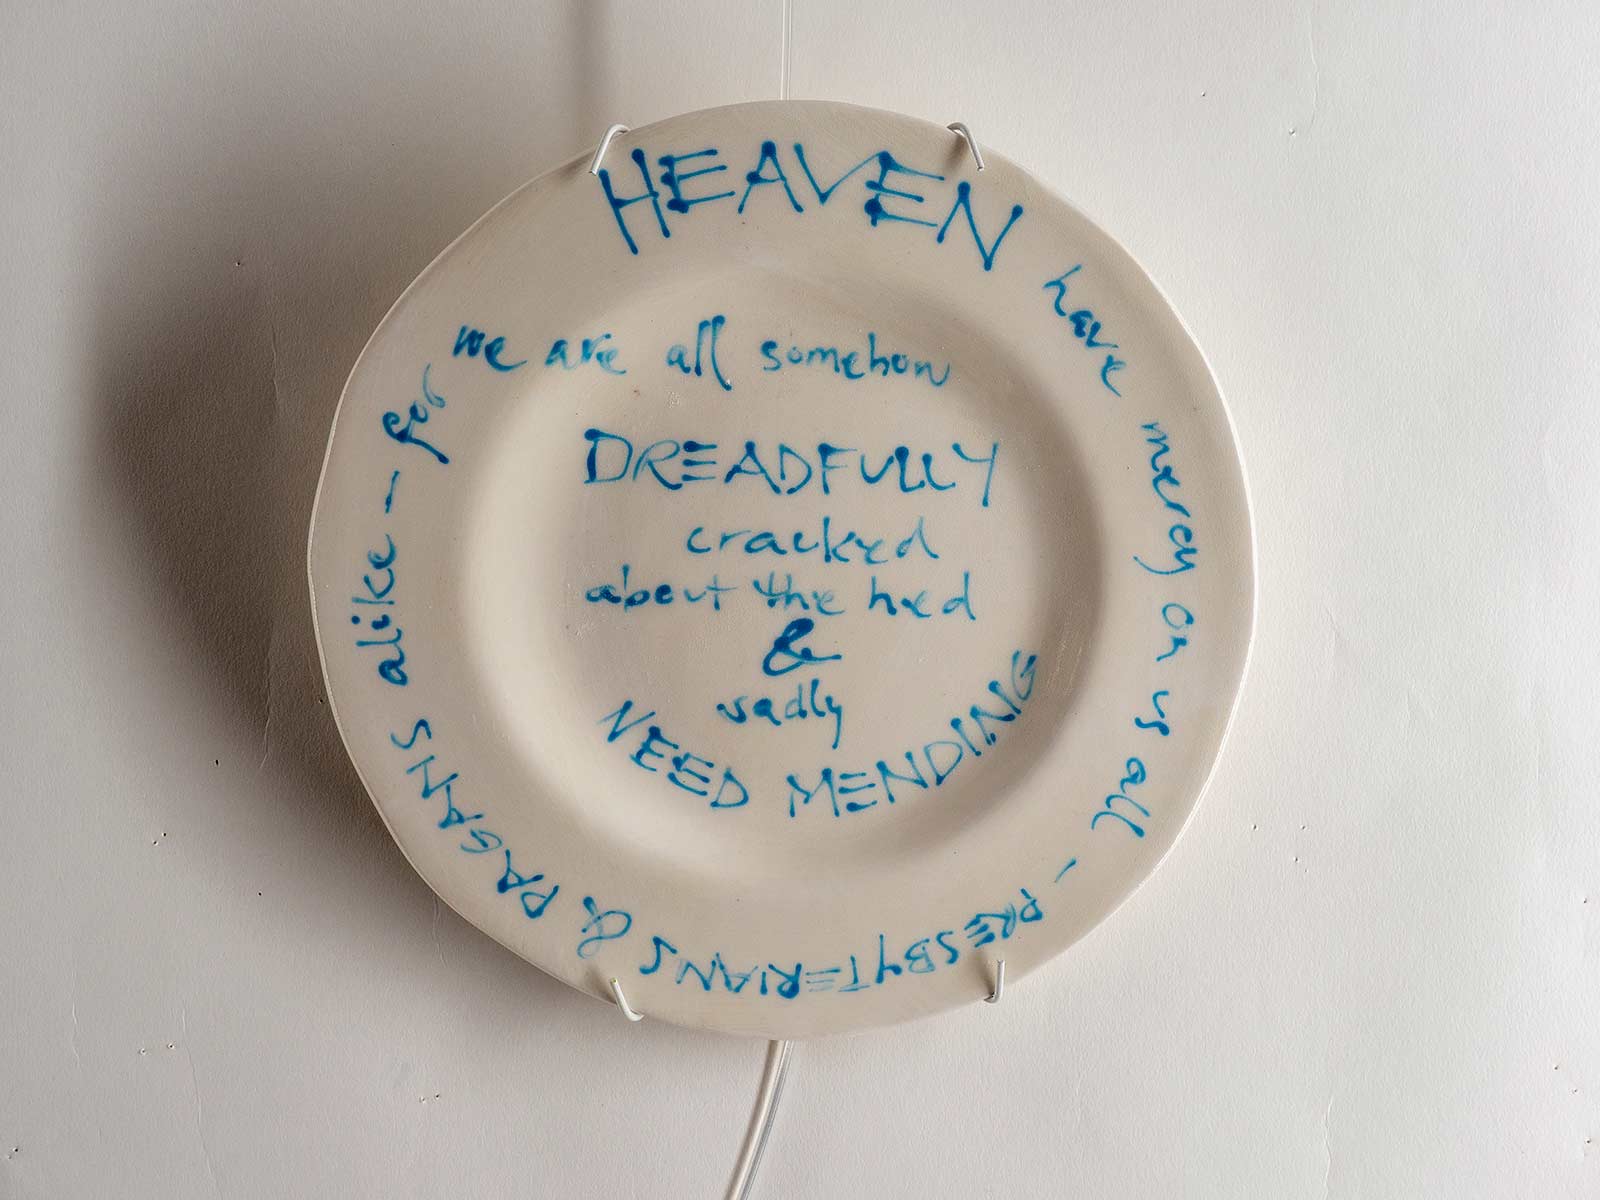 HEAVEN have mercy on us all – PRESBYTERIANS & PAGANS alike – for
we are all somehow
DREADFULLY
cracked
about the hed
&
sadly
NEED MENDING